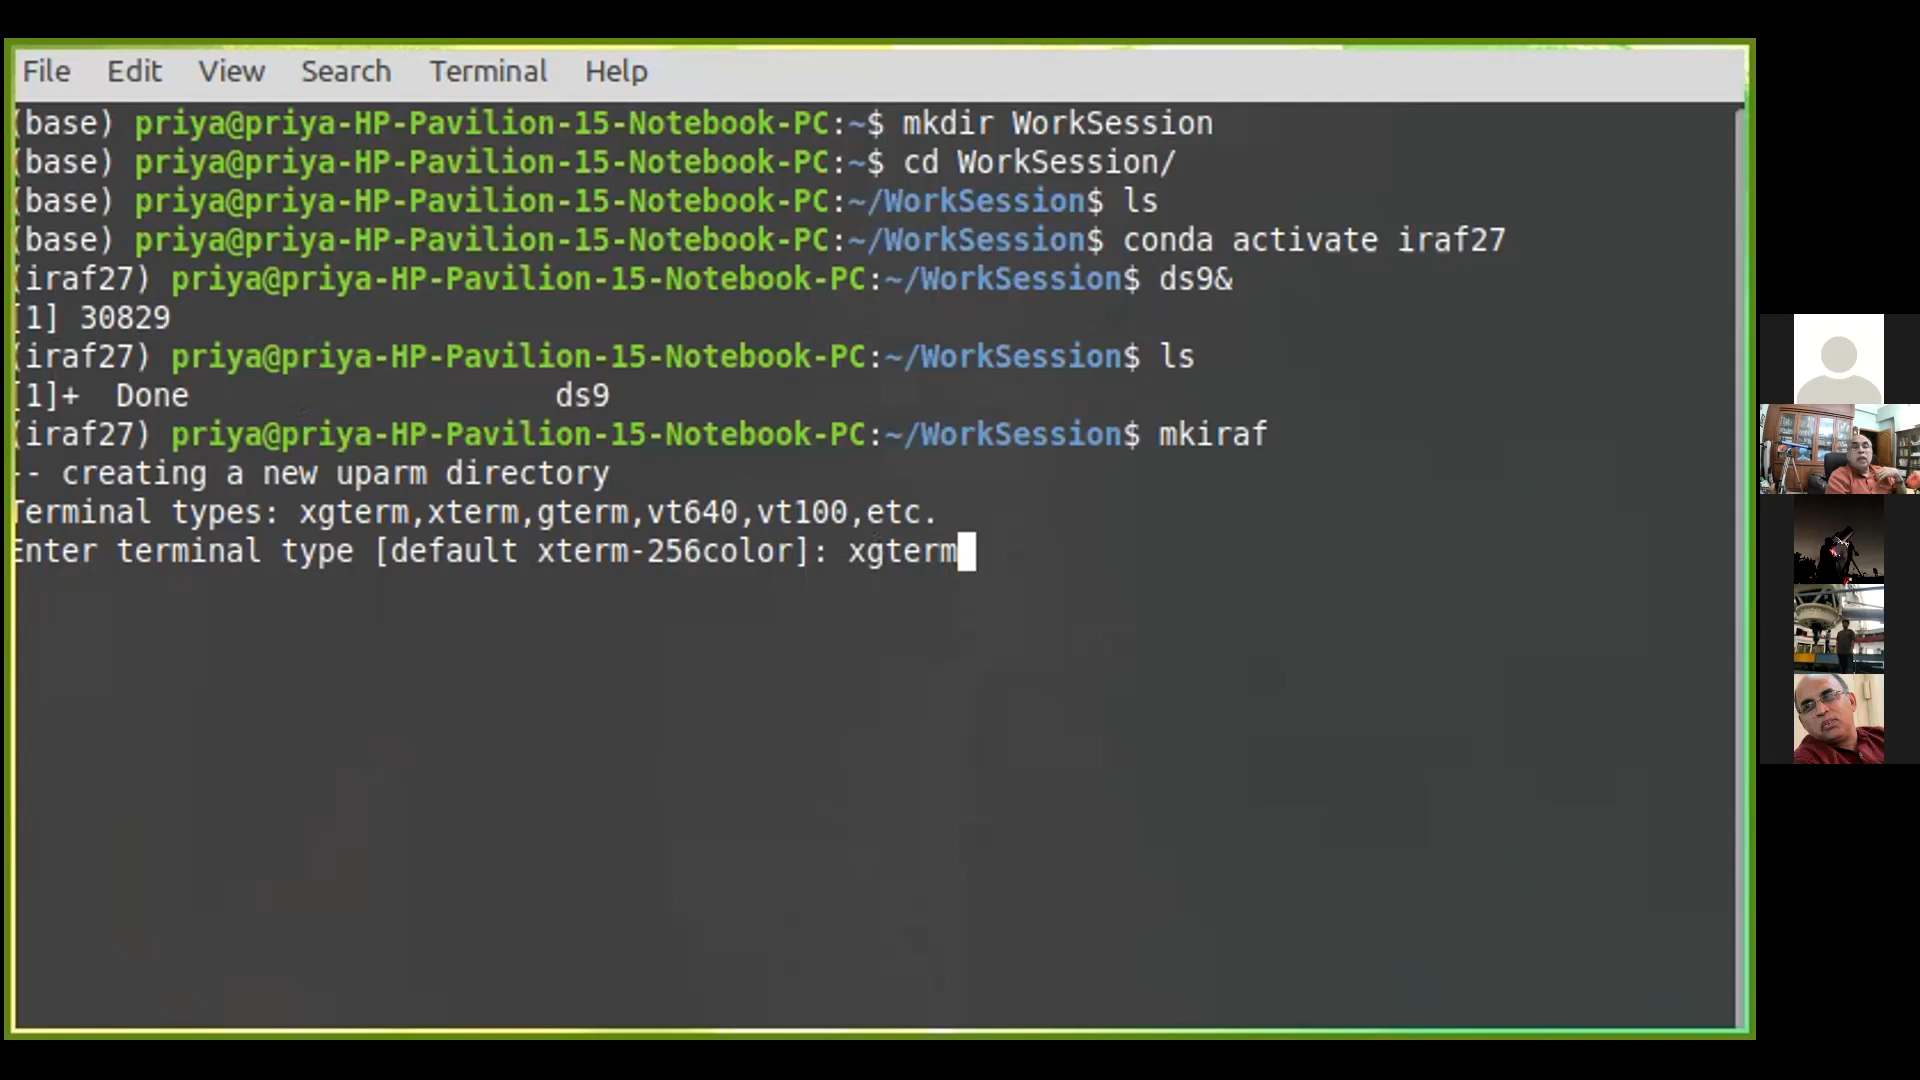 File Edit View Search Terminal Help
(base) priya@priya-HP-Pavilion-15-Notebook-PC:~$ mkdir WorkSession
(base) priya@priya-HP-Pavilion-15-Notebook-PC:~$ cd WorkSession/
(base) priya@priya-HP-Pavilion-15-Notebook-PC:~/WorkSession$ ls
(base) priya@priya-HP-Pavilion-15-Notebook-PC:~/WorkSession$ conda activate iraf27
(iraf27) priya@priya-HP-Pavilion-15-Notebook-PC:~/WorkSession$ ds9&
[1] 30829
(iraf27) priya@priya-HP-Pavilion-15-Notebook-PC:~/WorkSession$ ls
[1]+  Done                    ds9
(iraf27) priya@priya-HP-Pavilion-15-Notebook-PC:~/WorkSession$ mkiraf
-- creating a new uparm directory
Terminal types: xgterm,xterm,gterm,vt640,vt100,etc.
Enter terminal type [default xterm-256color]: xgterm